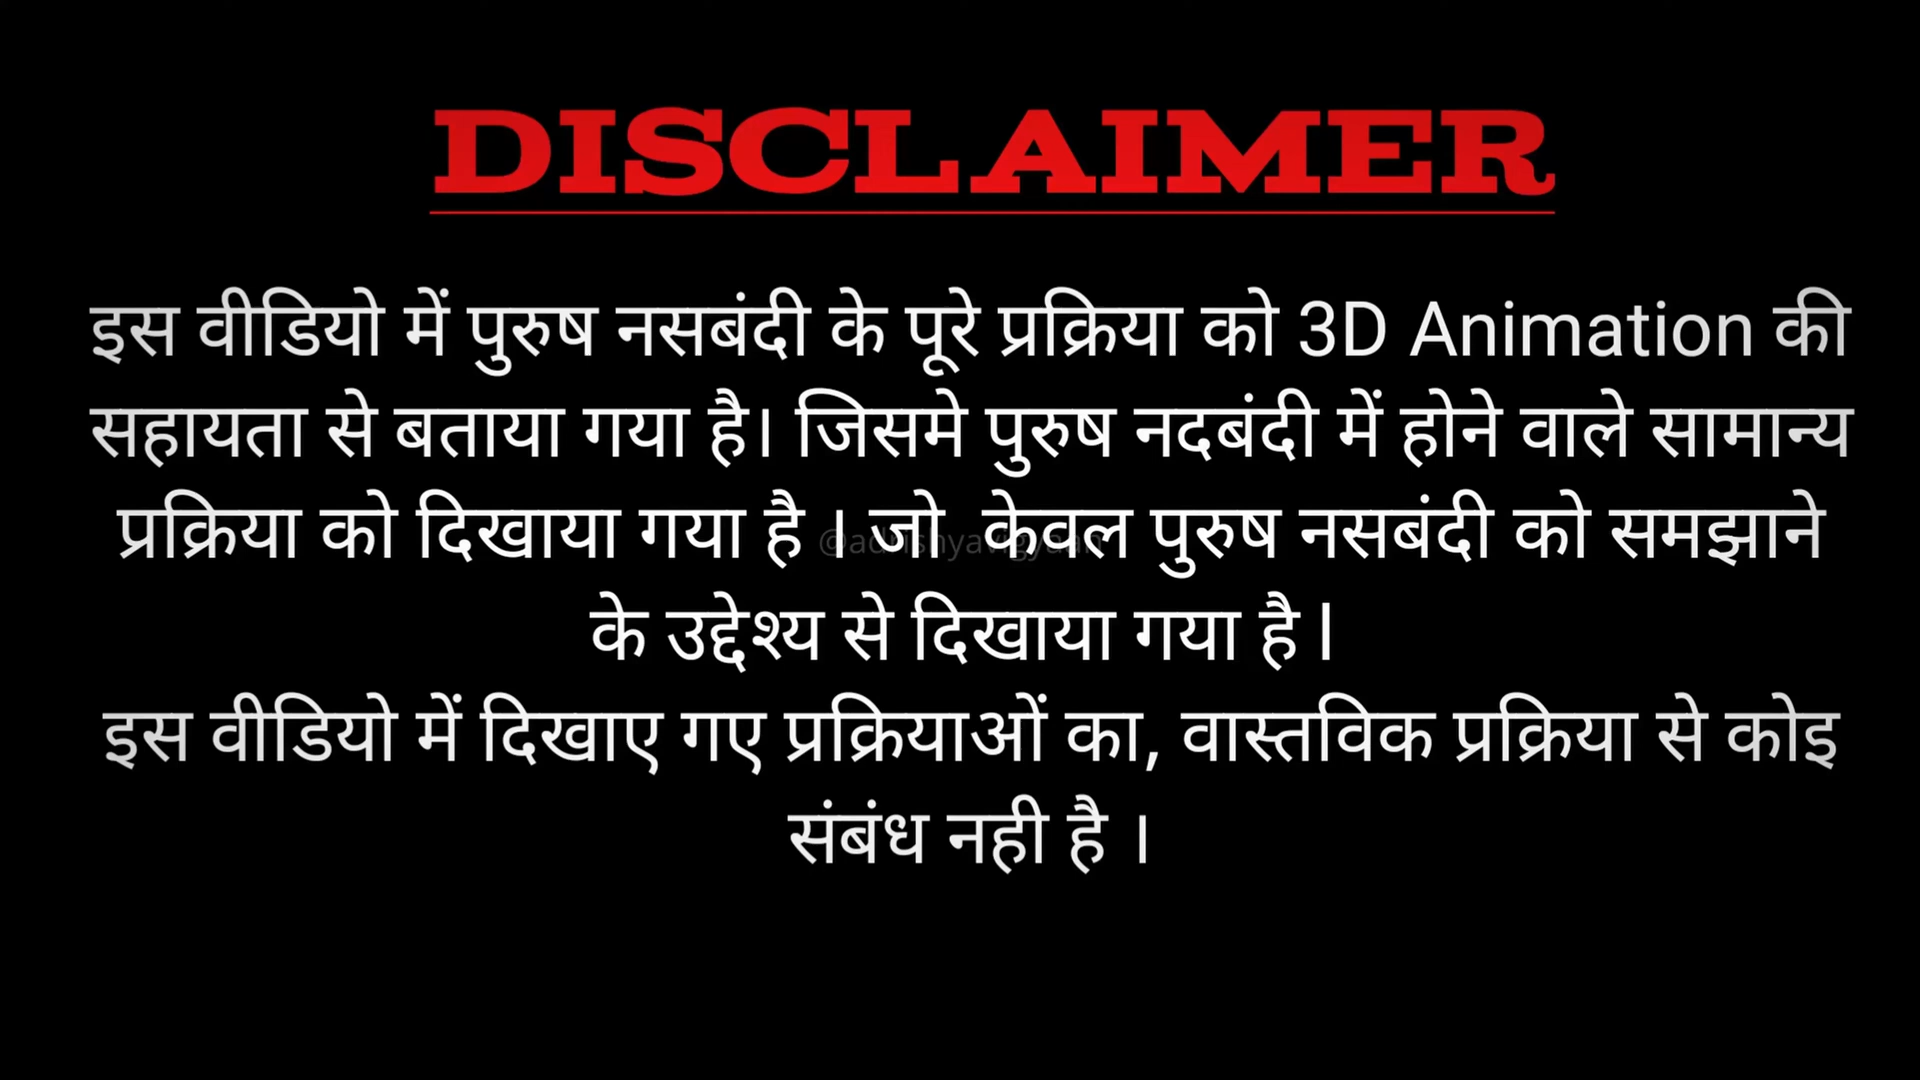 DISCLAIMER
इस वीडियो में पुरुष नसबंदी के पूरे प्रक्रिया को 3D Animation की
सहायता से बताया गया है। जिसमे पुरुष नदबंदी में होने वाले सामान्य
प्रक्रिया को दिखाया गया है । जो केवल पुरुष नसबंदी को समझाने
@adrishyavigyaan
के उद्देश्य से दिखाया गया है l
इस वीडियो में दिखाए गए प्रक्रियाओं का, वास्तविक प्रक्रिया से कोइ
संबंध नही है ।